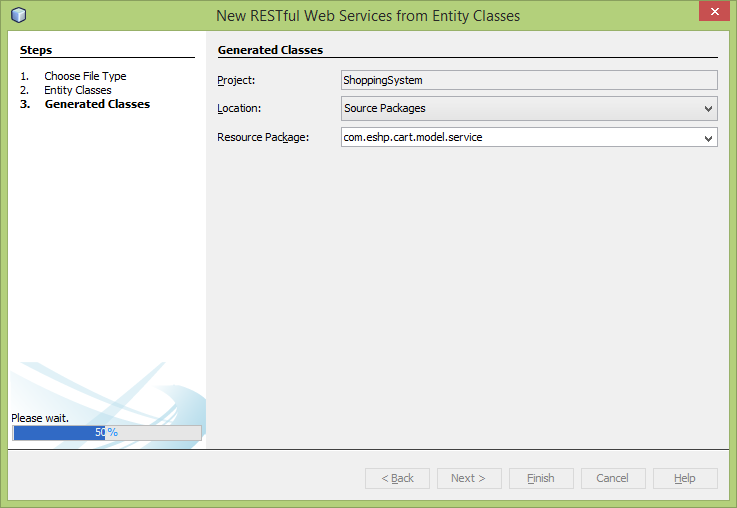 New RESTful Web Services from Entity Classes
Steps
1. Choose File Type
2. Entity Classes
3. Generated Classes
Generated Classes
Project: ShoppingSystem
Location: Source Packages
Resource Package: com.eshp.cart.model.service
Please wait.
50%
< Back Next > Finish Cancel Help